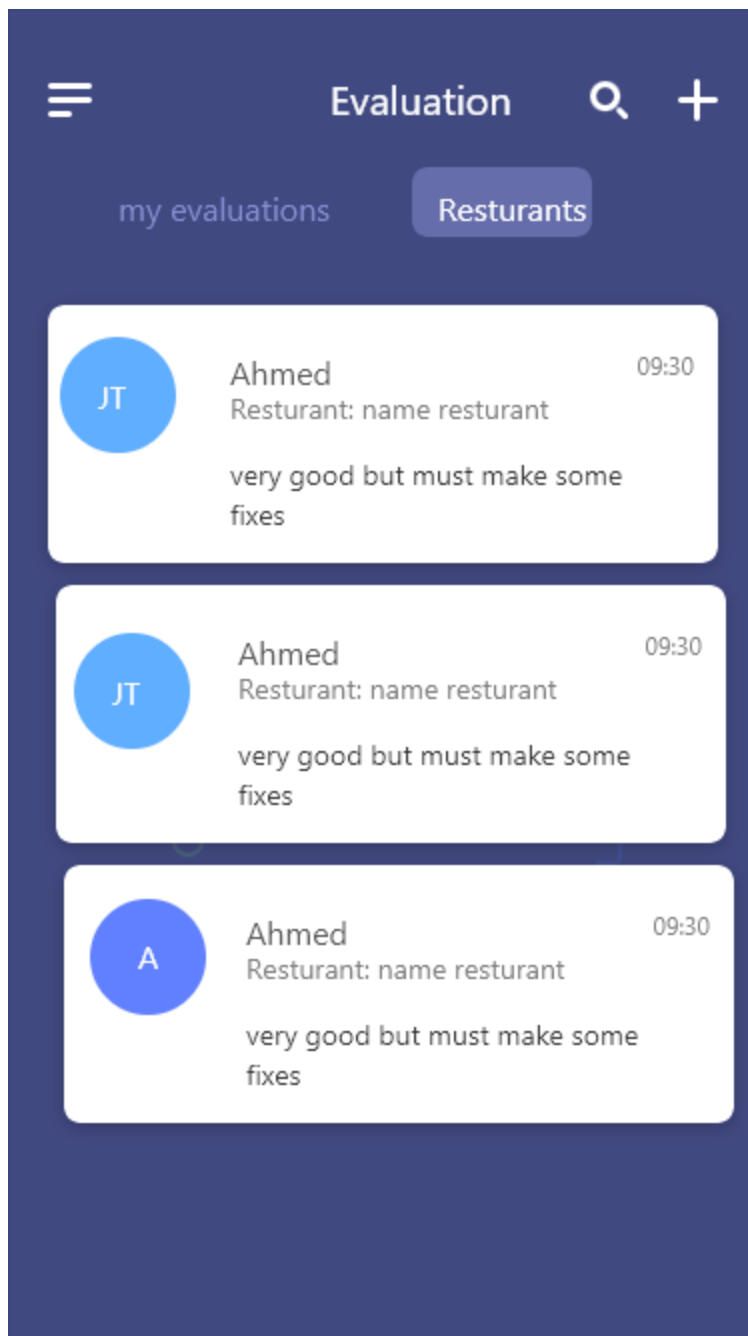 Evaluation
my evaluations
Resturants
JT
Ahmed
09:30
Resturant: name resturant
very good but must make some
fixes
JT
Ahmed
09:30
Resturant: name resturant
very good but must make some
fixes
A
Ahmed
09:30
Resturant: name resturant
very good but must make some
fixes